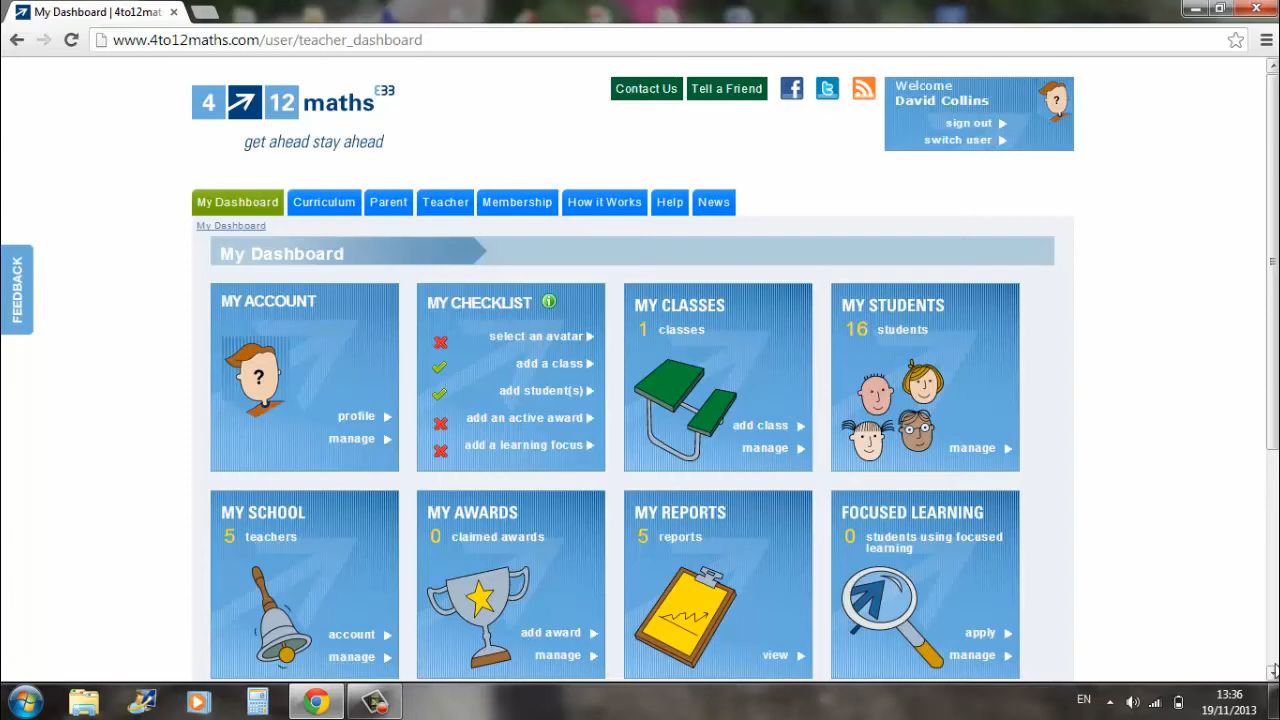 My Dashboard | 4to12mat
www.4to12maths.com/user/teacher_dashboard
4 12 maths E33
get ahead stay ahead
Contact Us
Tell a Friend
Welcome
David Collins
sign out
switch user
My Dashboard
Curriculum
Parent
Teacher
Membership
How it Works
Help
News
My Dashboard
FEEDBACK
My Dashboard
MY ACCOUNT
?
profile
manage
MY CHECKLIST i
select an avatar
add a class
add student(s)
add an active award
add a learning focus
MY CLASSES
1 classes
add class
manage
MY STUDENTS
16 students
manage
MY SCHOOL
5 teachers
account
manage
MY AWARDS
0 claimed awards
add award
manage
MY REPORTS
5 reports
view
FOCUSED LEARNING
0 students using focused
learning
apply
manage
EN
13:36
19/11/2013